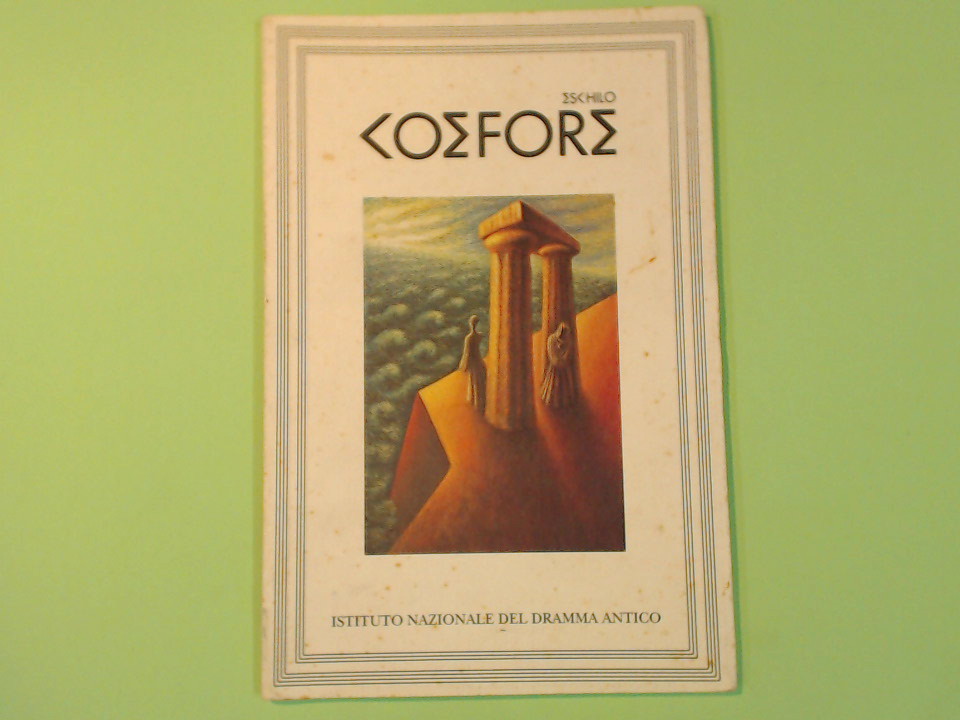 ESCHILO
COEFORE
ISTITUTO NAZIONALE DEL DRAMMA ANTICO